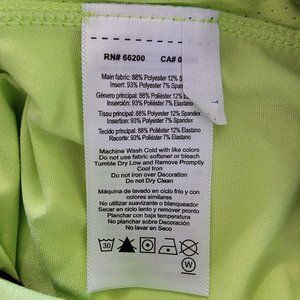 RN# 66200 CA# 0
Main fabric: 88% Polyester 12% S
Insert: 93% Polyester 7% Spandex
Género principal: 88% Poliéster 12% Elastano
Inserción: 93% Poliéster 7% Elastano
Tissu principal: 88% Polyester 12% Spandex
Insertion: 93% Polyester 7% Spandex
Tecido principal: 88% Poliéster 12% Elastano
Recorte: 93% Poliéster 7% Elastano
Machine Wash Cold with like colors
Do not use fabric softener or bleach
Tumble Dry Low and Remove Promptly
Cool Iron
Do not iron over Decoration
Do not Dry Clean
Máquina de lavado en ciclo frío y con
colores similares
No utilizar suavizante o blanqueador
Secar en ciclo lento y remover pronto
Planchar con baja temperatura
No planchar sobre Decoración
No lavar en Seco
30
W